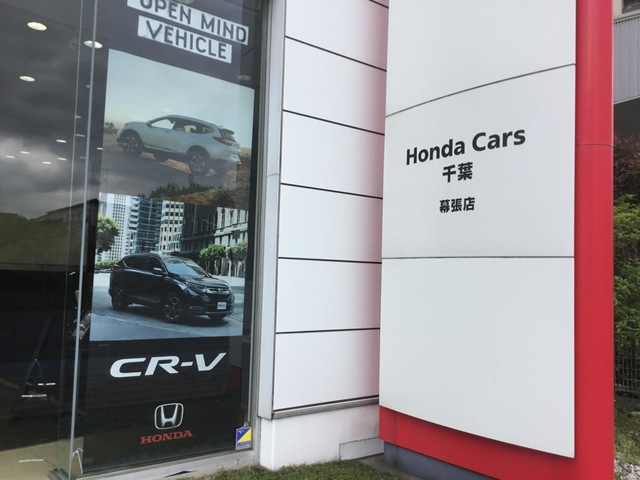 OPEN MIND
VEHICLE
CR-V
HONDA
Honda Cars
千葉
幕張店